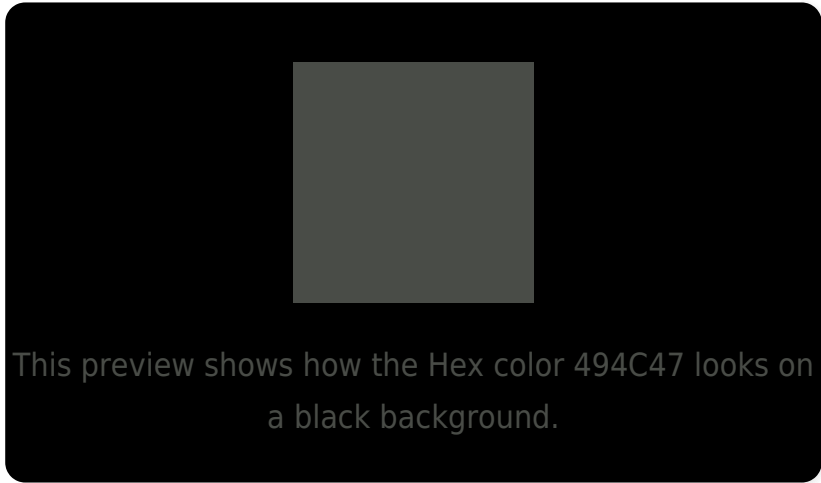 This preview shows how the Hex color 494C47 looks on
a black background.